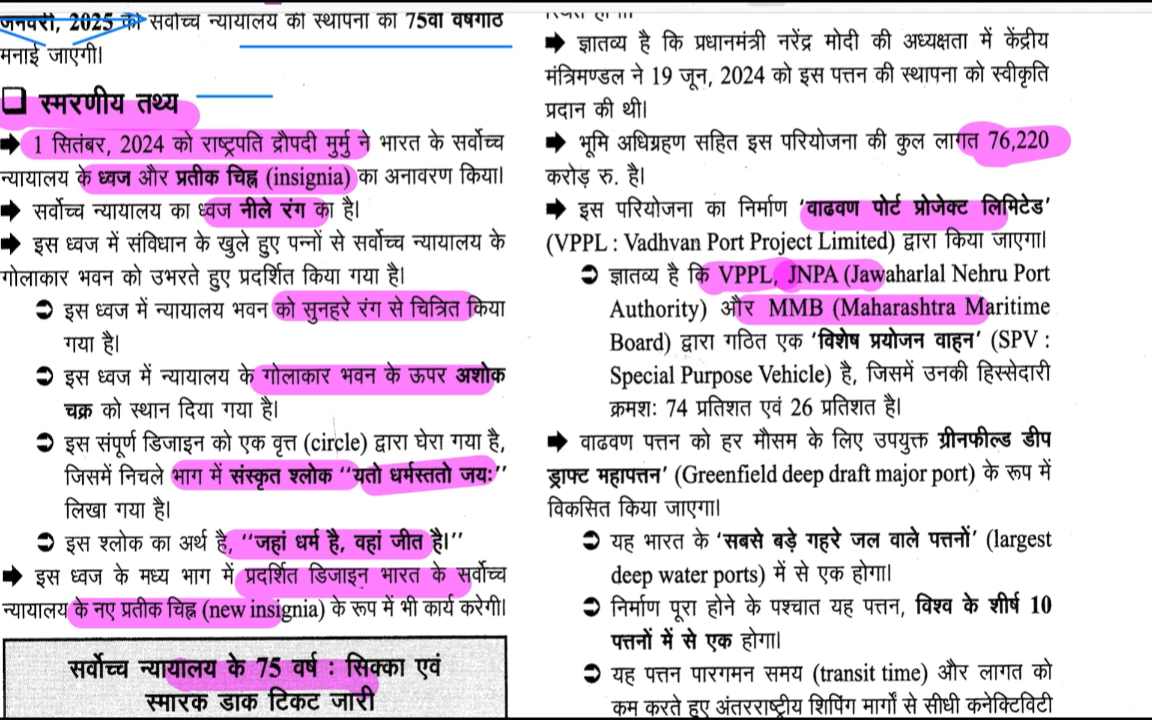 जनवरी, 2025 को सर्वोच्च न्यायालय की स्थापना की 75वीं वर्षगांठ
मनाई जाएगी।
स्मरणीय तथ्य
1 सितंबर, 2024 को राष्ट्रपति द्रौपदी मुर्मु ने भारत के सर्वोच्च
न्यायालय के ध्वज और प्रतीक चिह्न (insignia) का अनावरण किया।
सर्वोच्च न्यायालय का ध्वज नीले रंग का है।
इस ध्वज में संविधान के खुले हुए पन्नों से सर्वोच्च न्यायालय के
गोलाकार भवन को उभरते हुए प्रदर्शित किया गया है।
इस ध्वज में न्यायालय भवन को सुनहरे रंग से चित्रित किया
गया है।
इस ध्वज में न्यायालय के गोलाकार भवन के ऊपर अशोक
चक्र को स्थान दिया गया है।
इस संपूर्ण डिजाइन को एक वृत्त (circle) द्वारा घेरा गया है,
जिसमें निचले भाग में संस्कृत श्लोक ‘‘यतो धर्मस्ततो जयः’’
लिखा गया है।
इस श्लोक का अर्थ है, ‘‘जहां धर्म है, वहां जीत है।’’
इस ध्वज के मध्य भाग में प्रदर्शित डिजाइन भारत के सर्वोच्च
न्यायालय के नए प्रतीक चिह्न (new insignia) के रूप में भी कार्य करेगी।
सर्वोच्च न्यायालय के 75 वर्ष : सिक्का एवं
स्मारक डाक टिकट जारी
ज्ञातव्य है कि प्रधानमंत्री नरेंद्र मोदी की अध्यक्षता में केंद्रीय
मंत्रिमण्डल ने 19 जून, 2024 को इस पत्तन की स्थापना को स्वीकृति
प्रदान की थी।
भूमि अधिग्रहण सहित इस परियोजना की कुल लागत 76,220
करोड़ रु. है।
इस परियोजना का निर्माण ‘वाढवण पोर्ट प्रोजेक्ट लिमिटेड’
(VPPL : Vadhvan Port Project Limited) द्वारा किया जाएगा।
ज्ञातव्य है कि VPPL, JNPA (Jawaharlal Nehru Port
Authority) और MMB (Maharashtra Maritime
Board) द्वारा गठित एक ‘विशेष प्रयोजन वाहन’ (SPV :
Special Purpose Vehicle) है, जिसमें उनकी हिस्सेदारी
क्रमशः 74 प्रतिशत एवं 26 प्रतिशत है।
वाढवण पत्तन को हर मौसम के लिए उपयुक्त ग्रीनफील्ड डीप
ड्राफ्ट महापत्तन’ (Greenfield deep draft major port) के रूप में
विकसित किया जाएगा।
यह भारत के ‘सबसे बड़े गहरे जल वाले पत्तनों’ (largest
deep water ports) में से एक होगा।
निर्माण पूरा होने के पश्चात यह पत्तन, विश्व के शीर्ष 10
पत्तनों में से एक होगा।
यह पत्तन पारगमन समय (transit time) और लागत को
कम करते हुए अंतरराष्ट्रीय शिपिंग मार्गों से सीधी कनेक्टिविटी